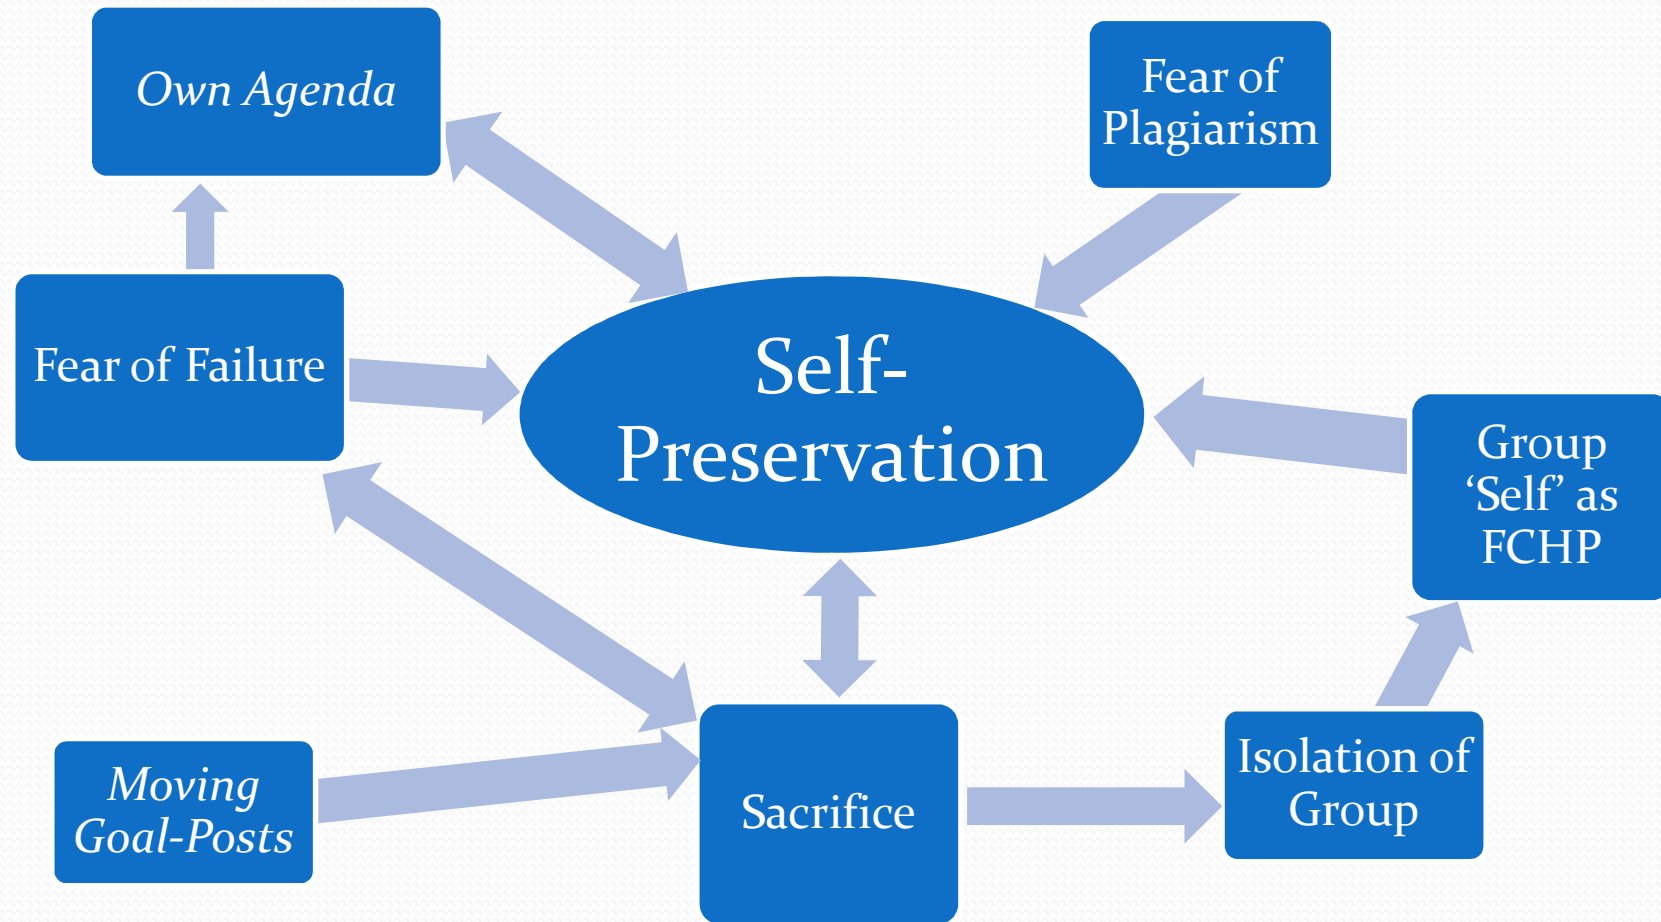 Own Agenda
Fear of
Plagiarism
Fear of Failure
Self-
Preservation
Group
‘Self’ as
FCHP
Moving
Goal-Posts
Sacrifice
Isolation of
Group